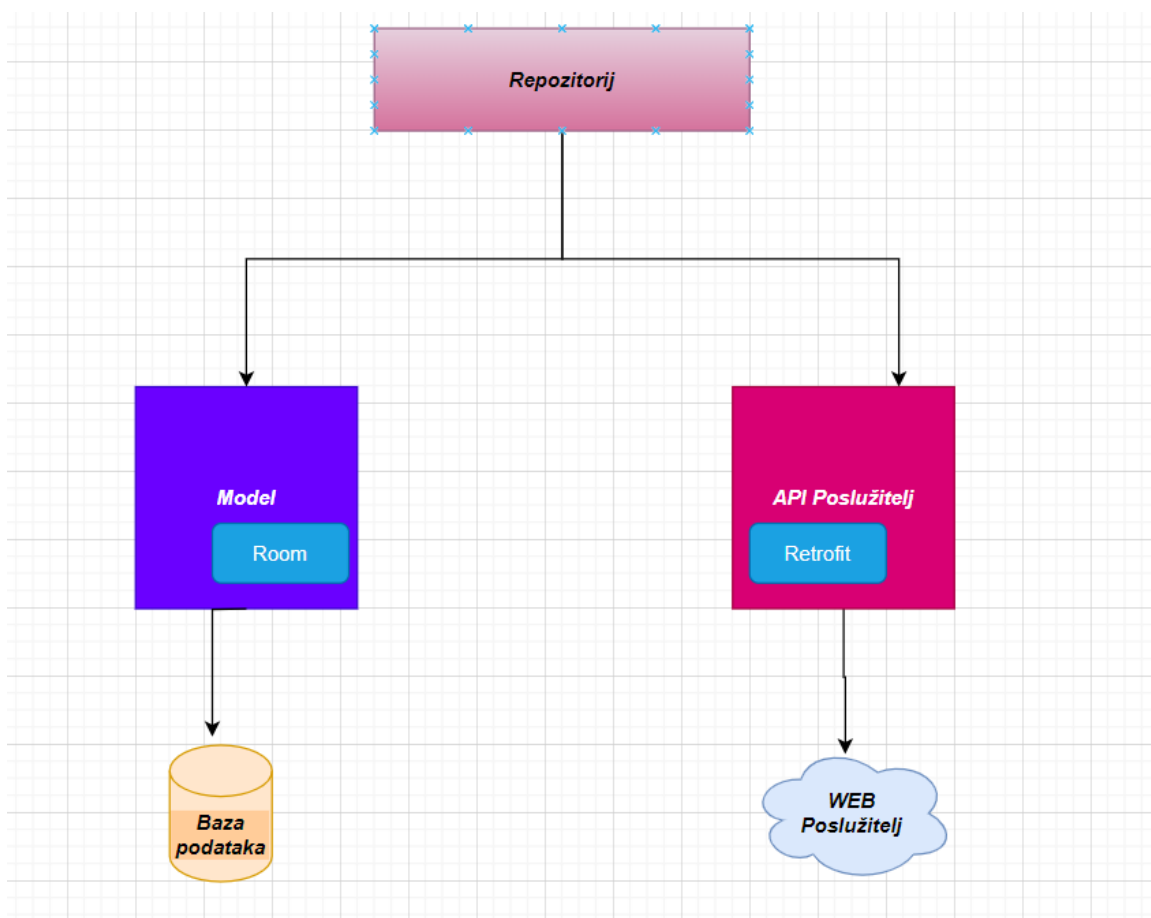 Repozitorij
Model
Room
API Poslužitelj
Retrofit
Baza
podataka
WEB
Poslužitelj